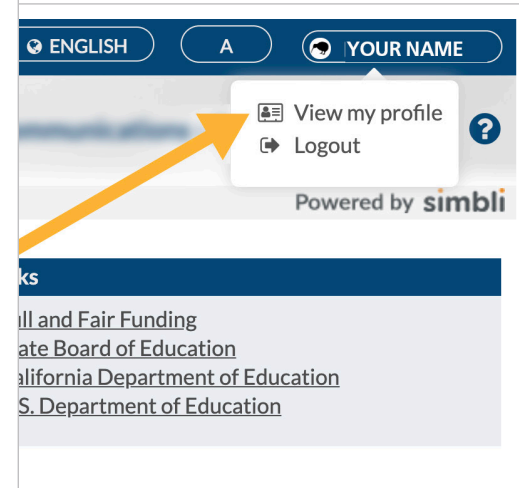 ENGLISH A YOUR NAME
View my profile
?
Logout
Powered by simbli
ks
ll and Fair Funding
ate Board of Education
alifornia Department of Education
S. Department of Education